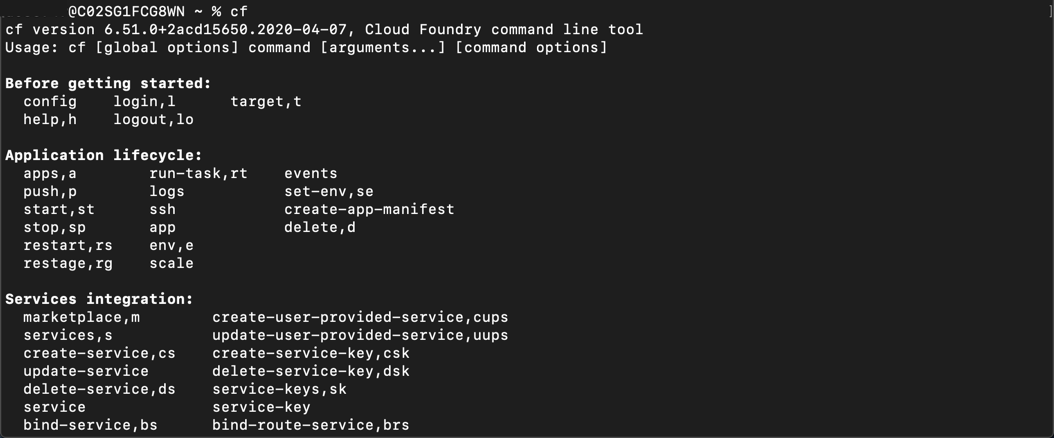 @C02SG1FCG8WN ~ % cf
cf version 6.51.0+2acd15650.2020-04-07, Cloud Foundry command line tool
Usage: cf [global options] command [arguments...] [command options]
Before getting started:
config login,l target,t
help,h logout,lo
Application lifecycle:
apps,a run-task,rt events
push,p logs set-env,se
start,st ssh create-app-manifest
stop,sp app delete,d
restart,rs env,e
restage,rg scale
Services integration:
marketplace,m create-user-provided-service,cups
services,s update-user-provided-service,uups
create-service,cs create-service-key,csk
update-service delete-service-key,dsk
delete-service,ds service-keys,sk
service service-key
bind-service,bs bind-route-service,brs